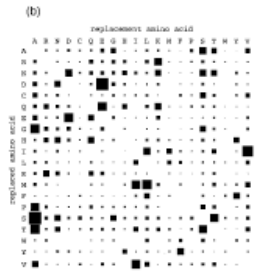 (b)
replacement amino acid
A R N D C Q E G H I L K M F P S T W Y V
replaced amino acid
A
R
N
D
C
Q
E
G
H
I
L
K
M
F
P
S
T
W
Y
V